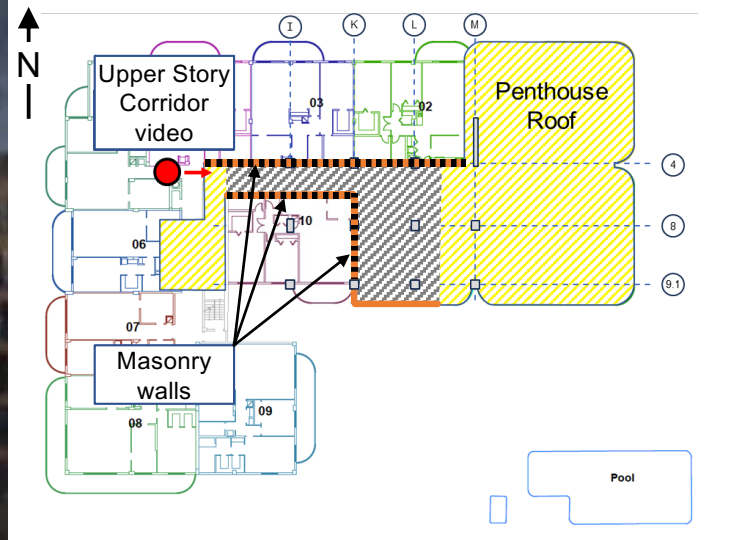 N
I
K
L
M
Upper Story
Corridor
video
03
02
Penthouse
Roof
4
10
8
06
9.1
07
Masonry
walls
09
08
Pool